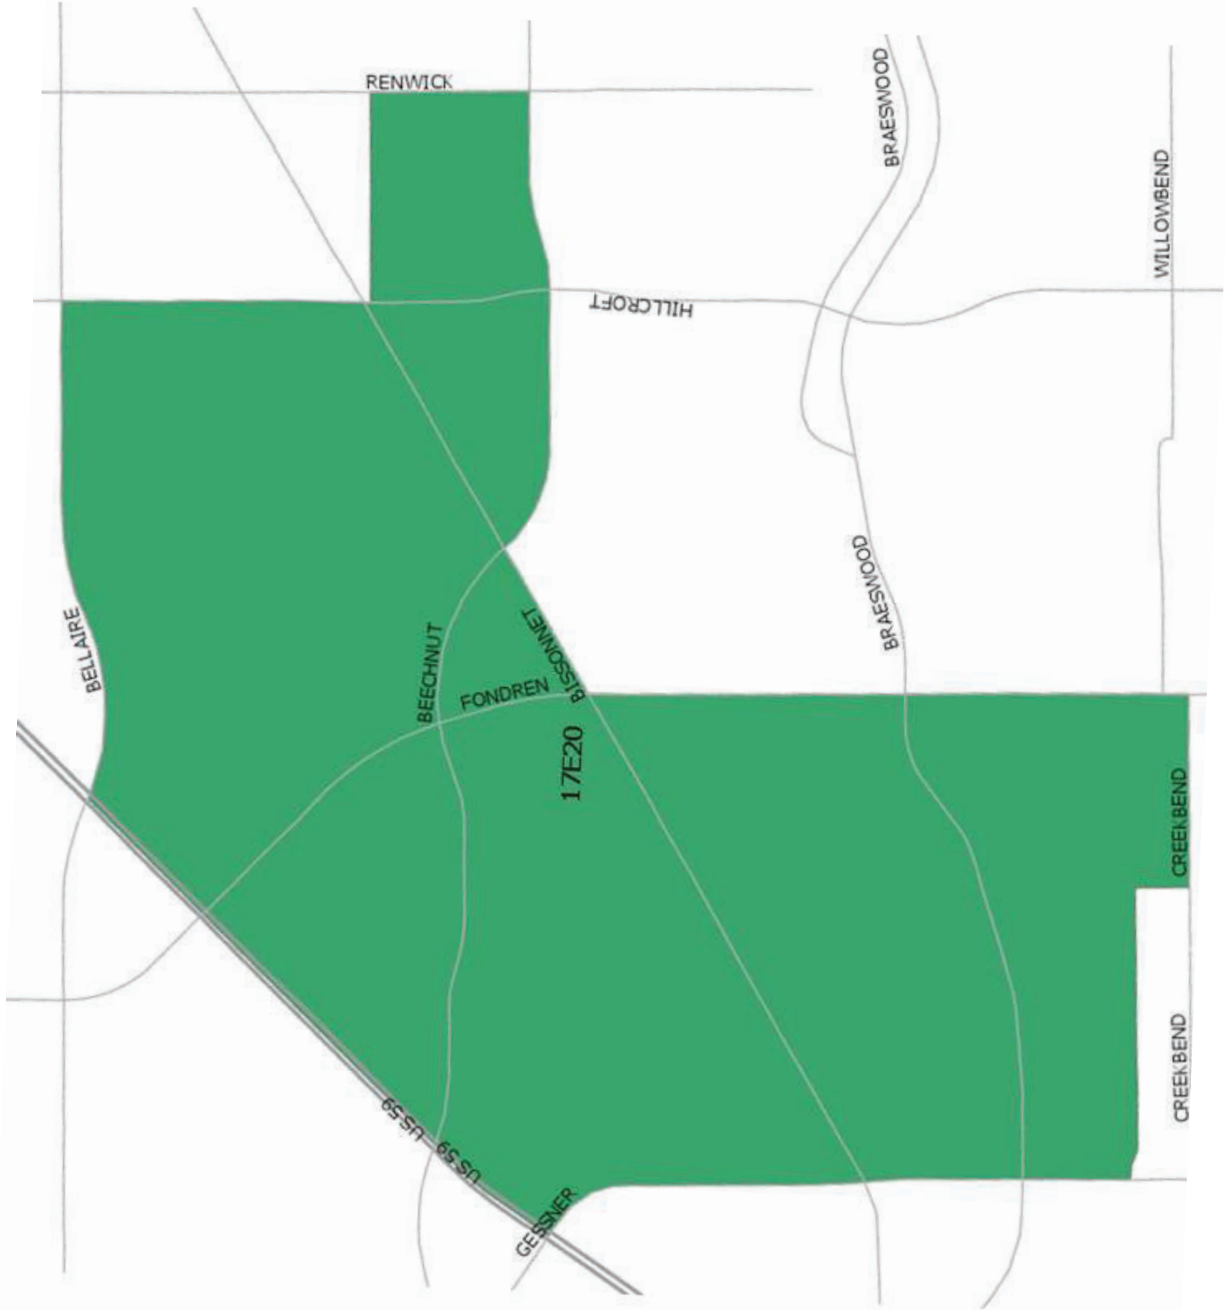 RENWICK
BRAESWOOD
WILLOWBEND
HILLCROFT
BRAESWOOD
BELLAIRE
BEECHNUT
BISSONNET
FONDREN
17E20
CREEKBEND
CREEKBEND
US 59
US 59
GESSNER